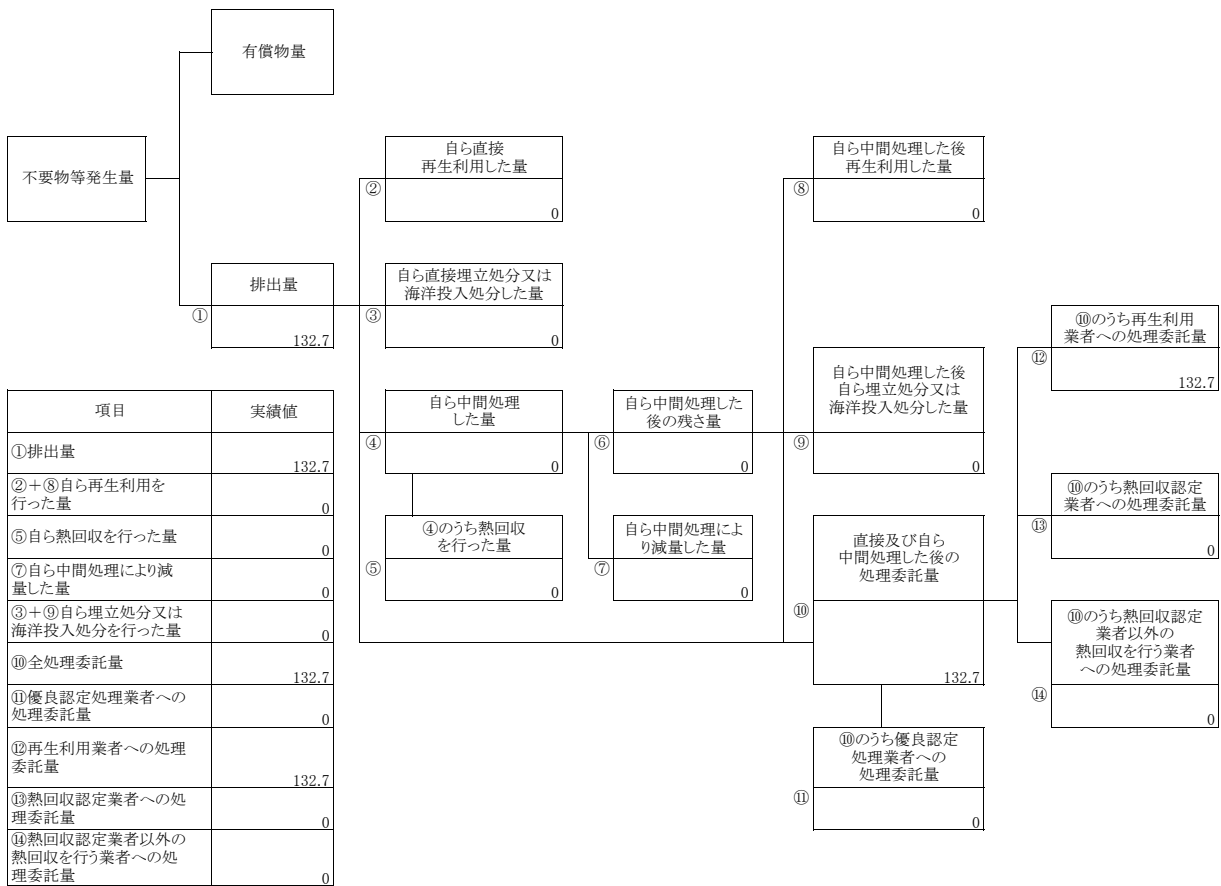 有償物量
不要物等発生量
自ら直接
再生利用した量
②
0
自ら中間処理した後
再生利用した量
⑧
0
排出量
①
132.7
自ら直接埋立処分又は
海洋投入処分した量
③
0
⑩のうち再生利用
業者への処理委託量
⑫
132.7
自ら中間処理
した量
④
0
自ら中間処理した
後の残さ量
⑥
0
自ら中間処理した後
自ら埋立処分又は
海洋投入処分した量
⑨
0
⑩のうち熱回収認定
業者への処理委託量
⑬
0
④のうち熱回収
を行った量
⑤
0
自ら中間処理によ
り減量した量
⑦
0
直接及び自ら
中間処理した後の
処理委託量
⑩
132.7
⑩のうち熱回収認定
業者以外の
熱回収を行う業者
への処理委託量
⑭
0
⑩のうち優良認定
処理業者への
処理委託量
⑪
0
項目 実績値
①排出量
132.7
②+⑧自ら再生利用を
行った量
0
⑤自ら熱回収を行った量
0
⑦自ら中間処理により減
量した量
0
③+⑨自ら埋立処分又は
海洋投入処分を行った量
0
⑩全処理委託量
132.7
⑪優良認定処理業者への
処理委託量
0
⑫再生利用業者への処理
委託量
132.7
⑬熱回収認定業者への処
理委託量
0
⑭熱回収認定業者以外の
熱回収を行う業者への処
理委託量
0